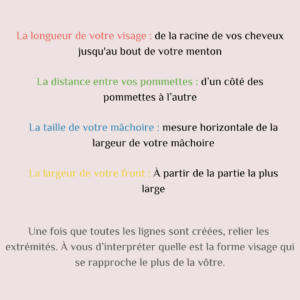 La longueur de votre visage : de la racine de vos cheveux
jusqu'au bout de votre menton
La distance entre vos pommettes : d'un côté des
pommettes à l'autre
La taille de votre mâchoire : mesure horizontale de la
largeur de votre mâchoire
La largeur de votre front : À partir de la partie la plus
large
Une fois que toutes les lignes sont créées, relier les
extrémités. À vous d'interpréter quelle est la forme visage qui
se rapproche le plus de la vôtre.